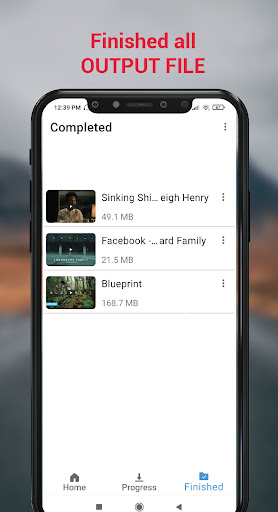 Finished all
OUTPUT FILE
12:39 PM
67
Completed
Sinking Shi...eigh Henry
49.1 MB
Facebook -...ard Family
21.5 MB
Blueprint
168.7 MB
Home
Progress
Finished